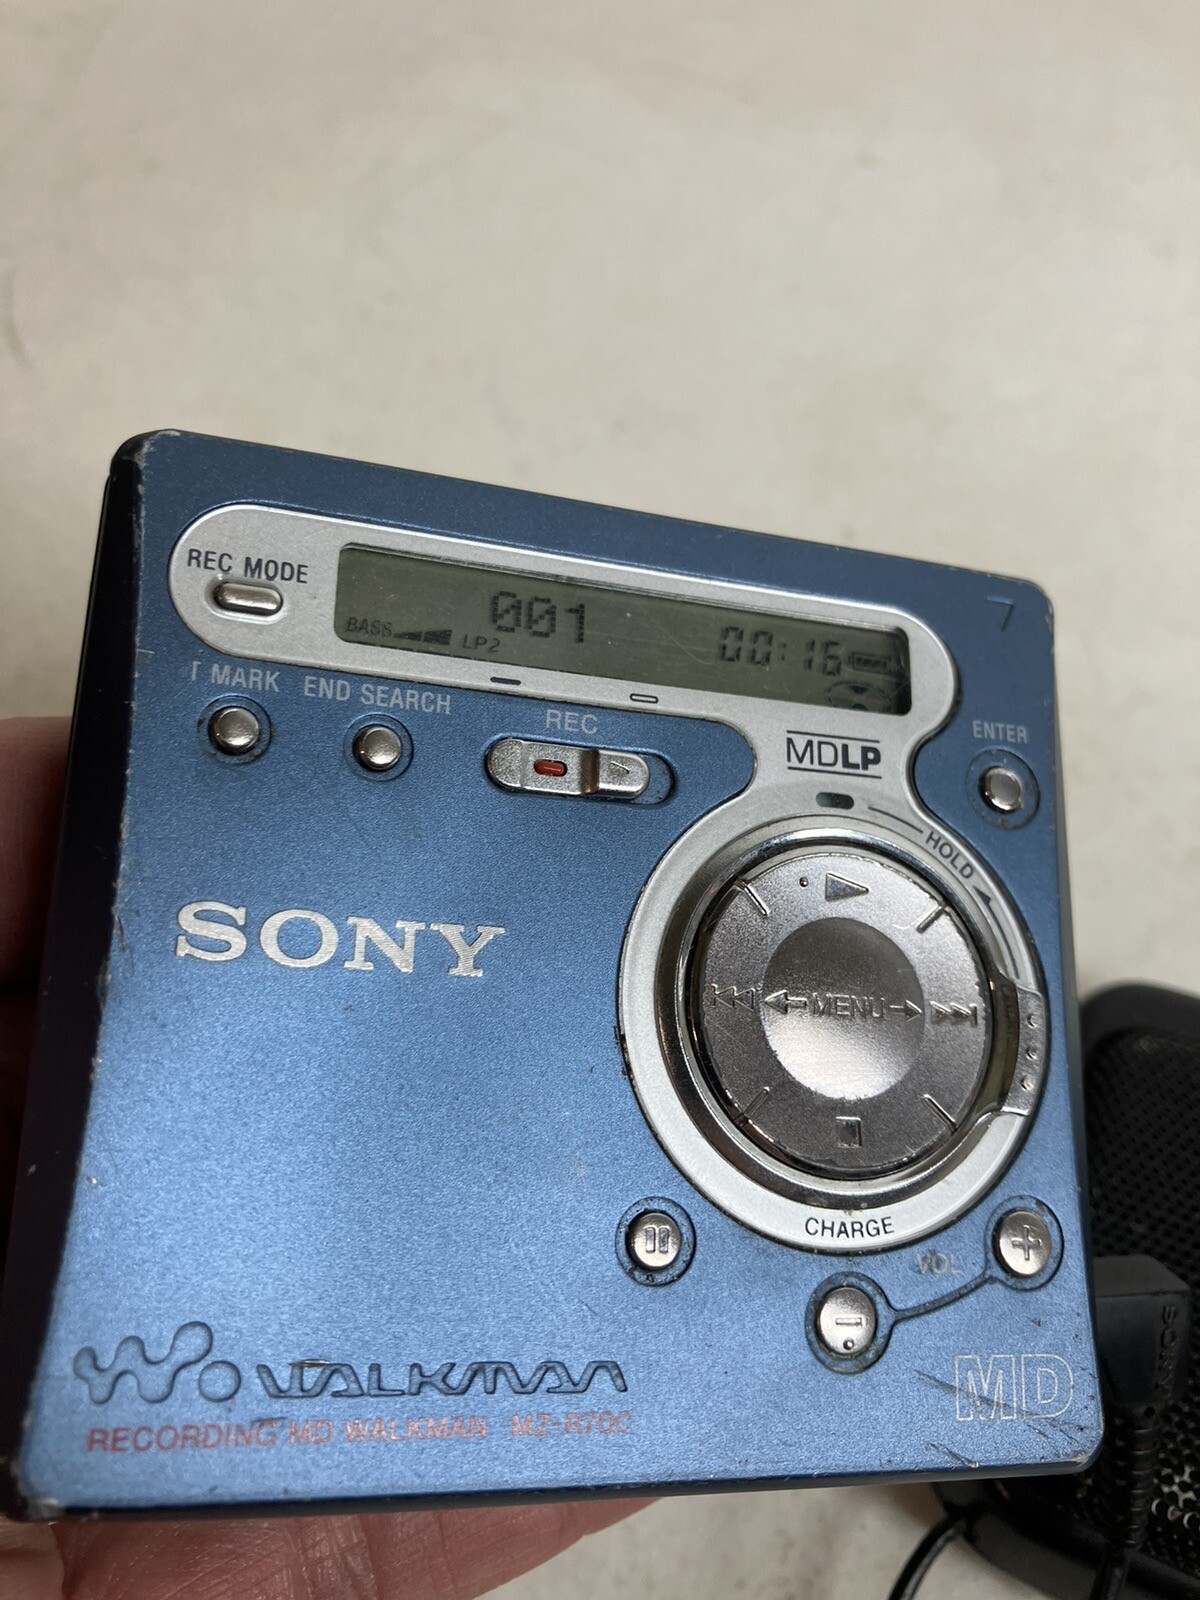 REC MODE
001
00:16
BASS
LP2
T MARK
END SEARCH
REC
MDLP
ENTER
HOLD
SONY
MENU
CHARGE
VOL
+
-
WALKMAN
RECORDING MD WALKMAN MZ-R70C
MD
SONY